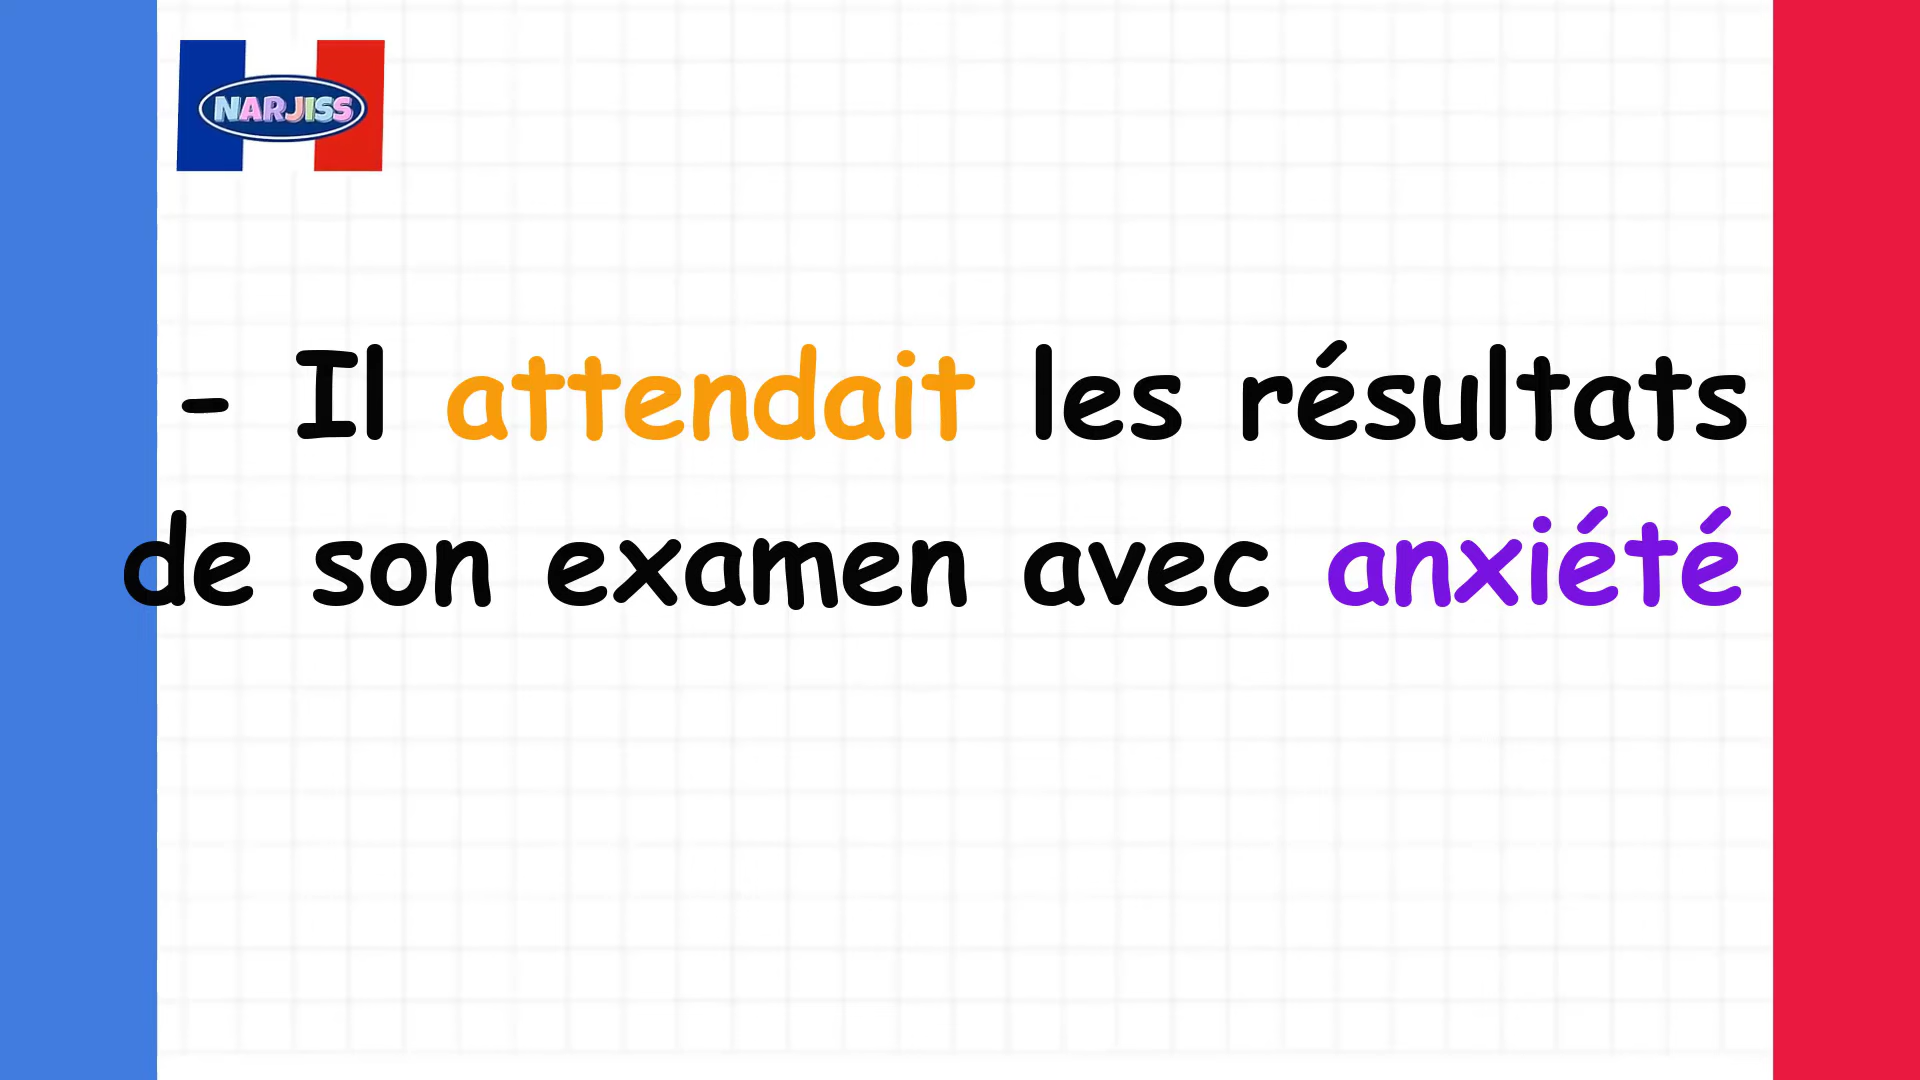 NARJISS
- Il attendait les résultats
de son examen avec anxiété